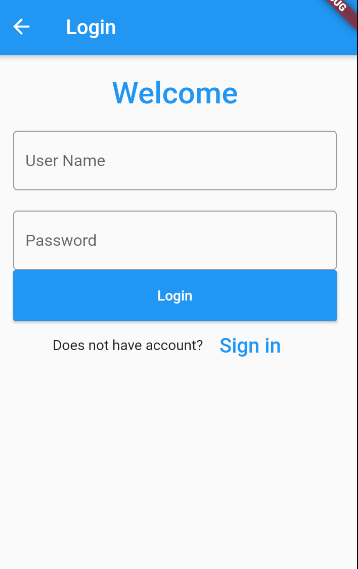 Login
Welcome
User Name
Password
Login
Does not have account? Sign in